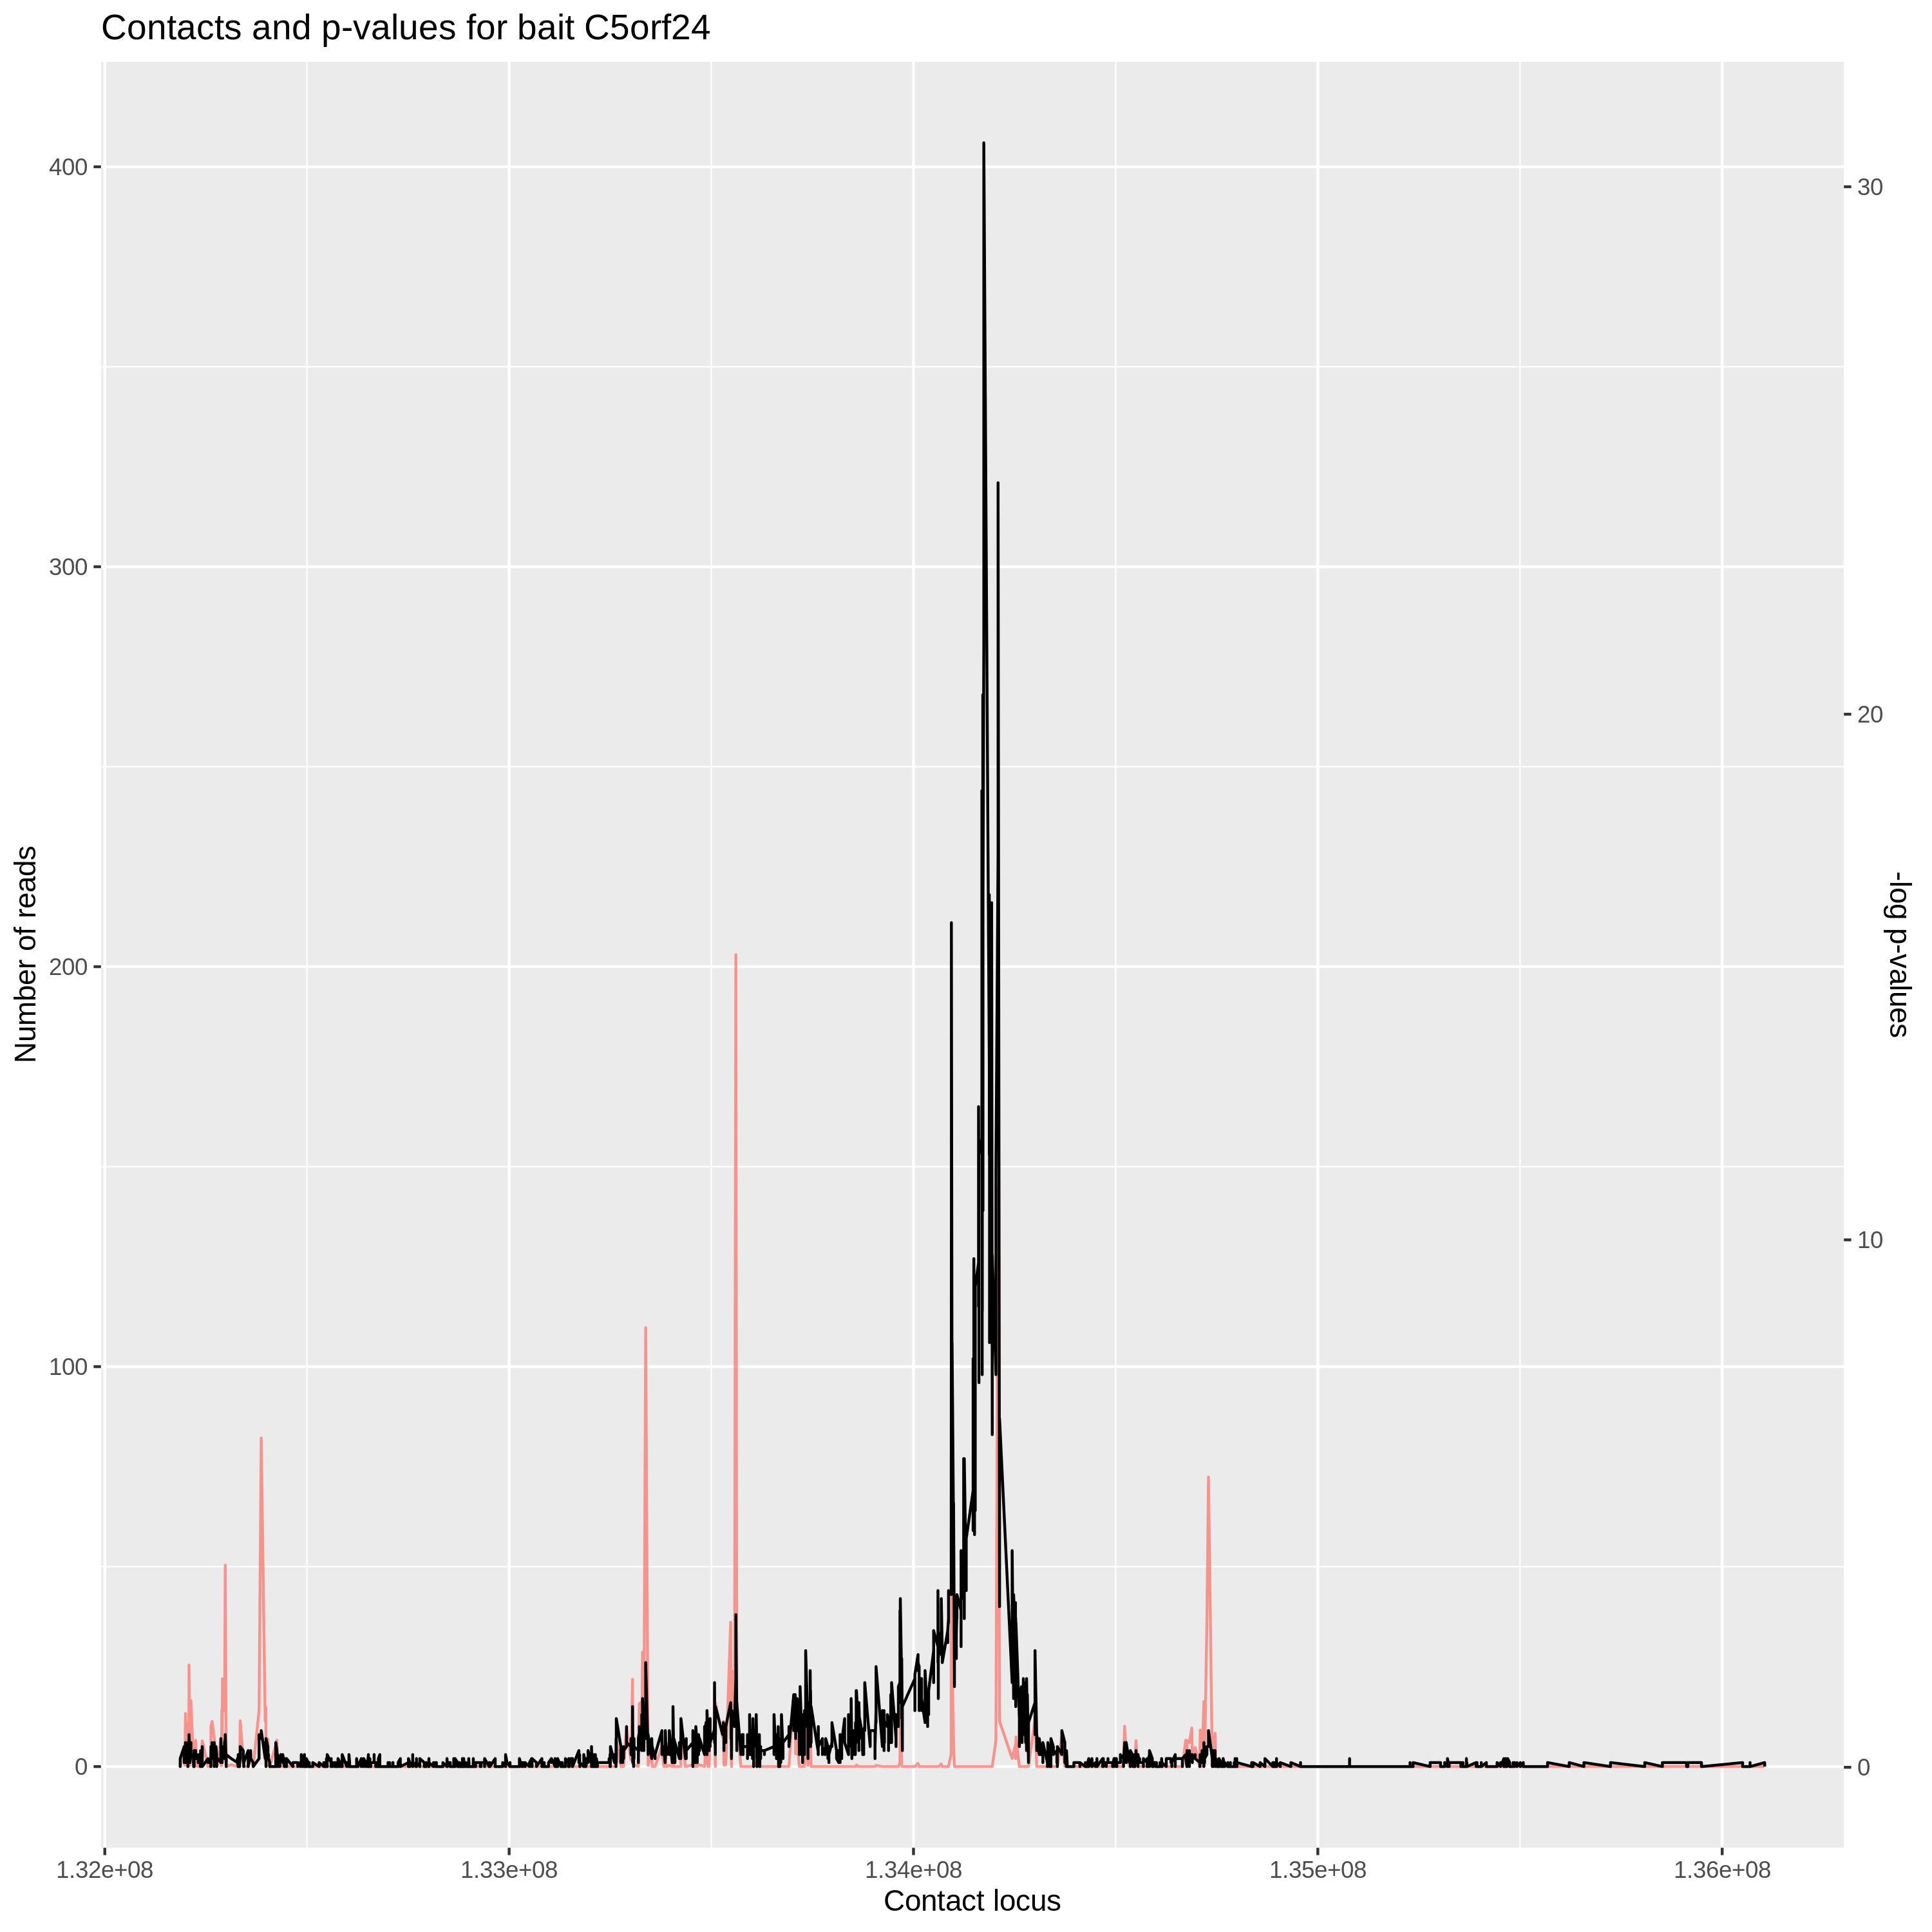 Contacts and p-values for bait C5orf24
400
300
200
100
0
30
20
10
0
Number of reads
-log p-values
1.32e+08
1.33e+08
1.34e+08
1.35e+08
1.36e+08
Contact locus